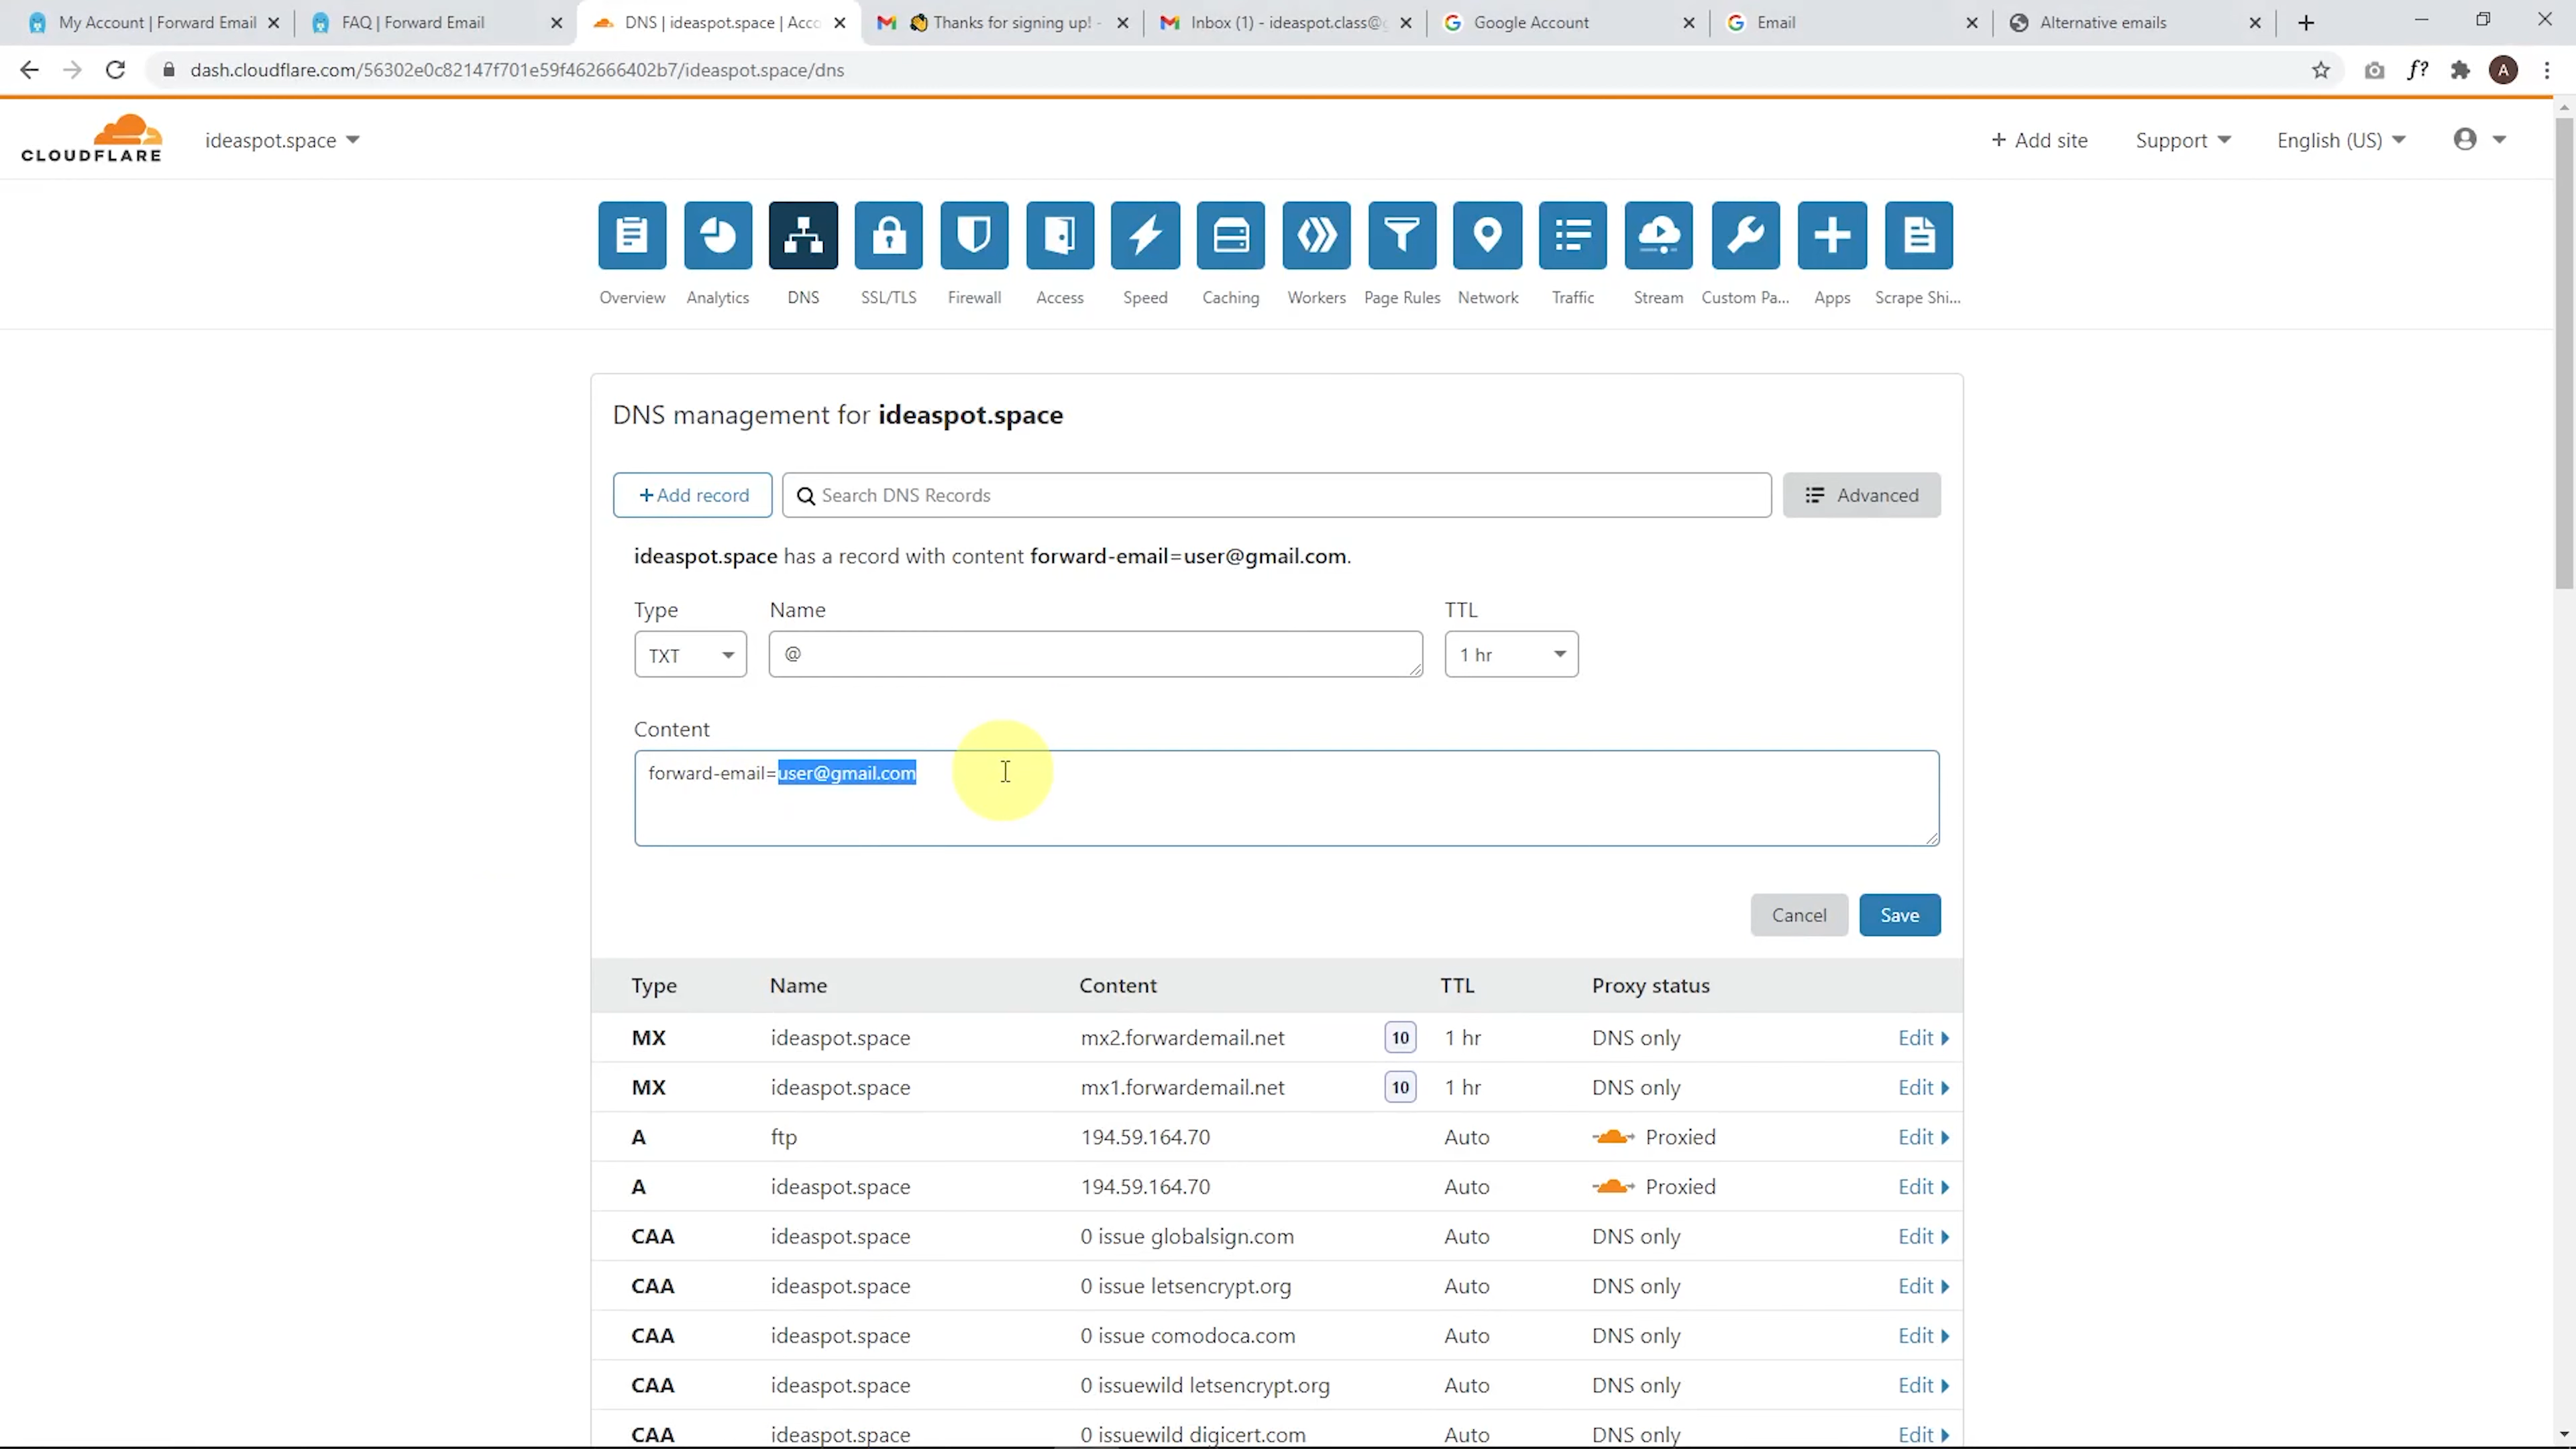 My Account | Forward Email
FAQ | Forward Email
DNS | ideaspot.space | Acco
Thanks for signing up! -
Inbox (1) - ideaspot.class@g
Google Account
Email
Alternative emails
dash.cloudflare.com/56302e0c82147f701e59f462666402b7/ideaspot.space/dns
f?
A
CLOUDFLARE
ideaspot.space
+ Add site
Support
English (US)
Overview
Analytics
DNS
SSL/TLS
Firewall
Access
Speed
Caching
Workers
Page Rules
Network
Traffic
Stream
Custom Pa...
Apps
Scrape Shi...
DNS management for ideaspot.space
+Add record
Search DNS Records
Advanced
ideaspot.space has a record with content forward-email=user@gmail.com.
Type Name TTL
TXT @ 1 hr
Content
forward-email=user@gmail.com
Cancel Save
Type Name Content TTL Proxy status
MX ideaspot.space mx2.forwardemail.net 10 1 hr DNS only Edit
MX ideaspot.space mx1.forwardemail.net 10 1 hr DNS only Edit
A ftp 194.59.164.70 Auto Proxied Edit
A ideaspot.space 194.59.164.70 Auto Proxied Edit
CAA ideaspot.space 0 issue globalsign.com Auto DNS only Edit
CAA ideaspot.space 0 issue letsencrypt.org Auto DNS only Edit
CAA ideaspot.space 0 issue comodoca.com Auto DNS only Edit
CAA ideaspot.space 0 issuewild letsencrypt.org Auto DNS only Edit
CAA ideaspot.space 0 issuewild digicert.com Auto DNS only Edit